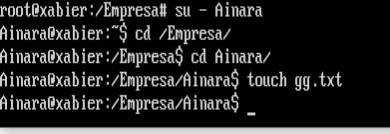 root@xabier:/Empresa# su - Ainara
Ainara@xabier:~$ cd /Empresa/
Ainara@xabier:/Empresa$ cd Ainara/
Ainara@xabier:/Empresa/Ainara$ touch gg.txt
Ainara@xabier:/Empresa/Ainara$ _